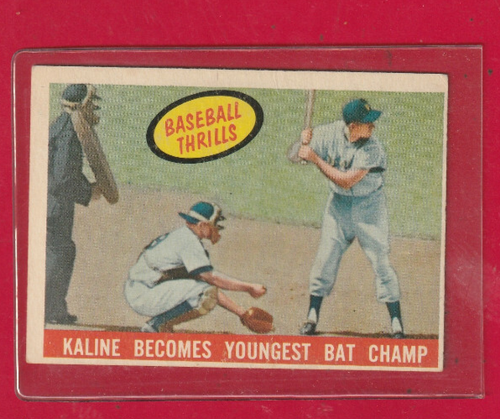 BASEBALL
THRILLS
KALINE BECOMES YOUNGEST BAT CHAMP